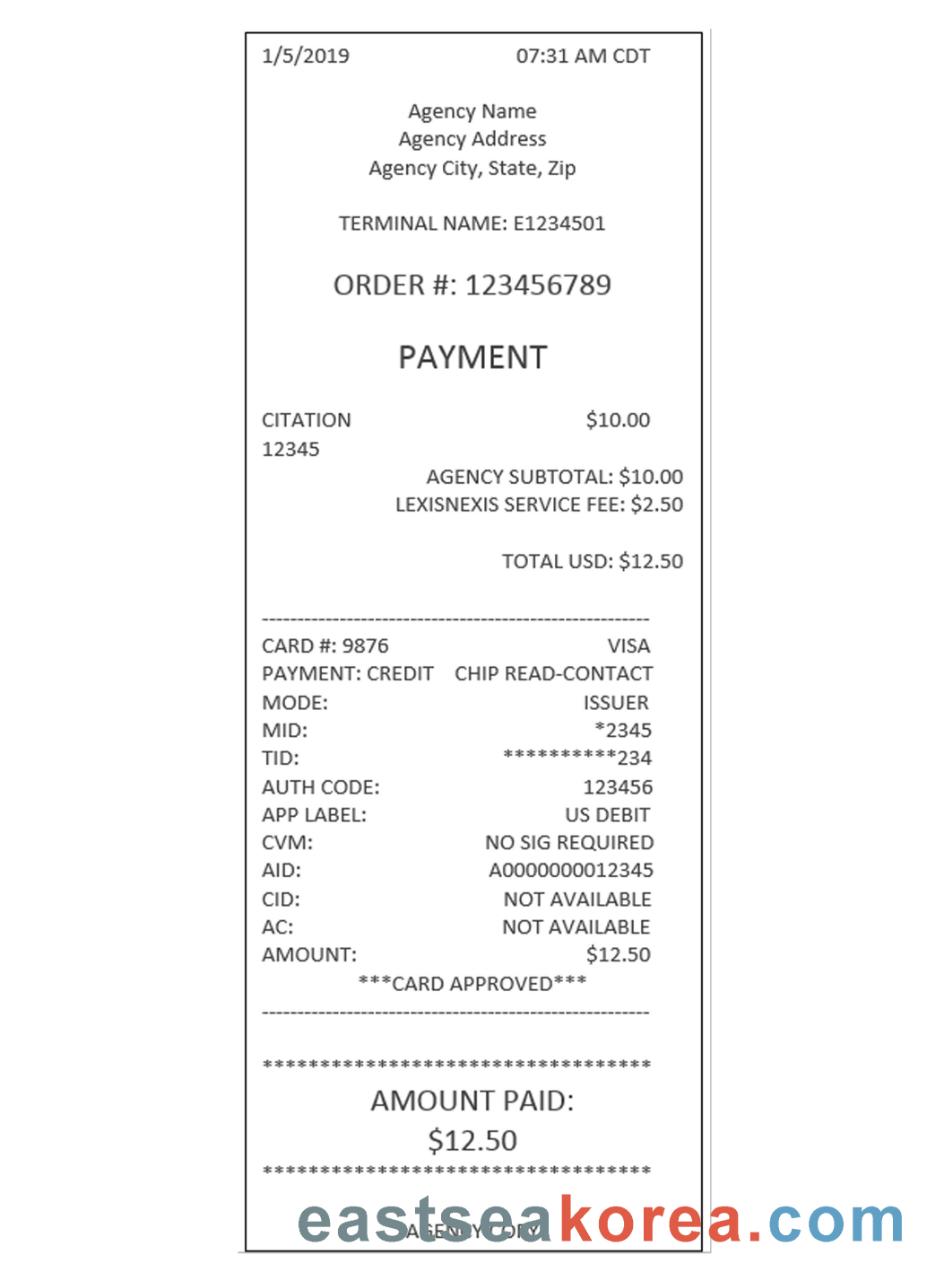 1/5/2019 07:31 AM CDT
Agency Name
Agency Address
Agency City, State, Zip
TERMINAL NAME: E1234501
ORDER #: 123456789
PAYMENT
CITATION $10.00
12345
AGENCY SUBTOTAL: $10.00
LEXISNEXIS SERVICE FEE: $2.50
TOTAL USD: $12.50
-------------------------------------------------------
CARD #: 9876 VISA
PAYMENT: CREDIT CHIP READ-CONTACT
MODE: ISSUER
MID: *2345
TID: **********234
AUTH CODE: 123456
APP LABEL: US DEBIT
CVM: NO SIG REQUIRED
AID: A0000000012345
CID: NOT AVAILABLE
AC: NOT AVAILABLE
AMOUNT: $12.50
***CARD APPROVED***
-------------------------------------------------------
**********************************
AMOUNT PAID:
$12.50
**********************************
AGENCY COPY
eastseakorea.com